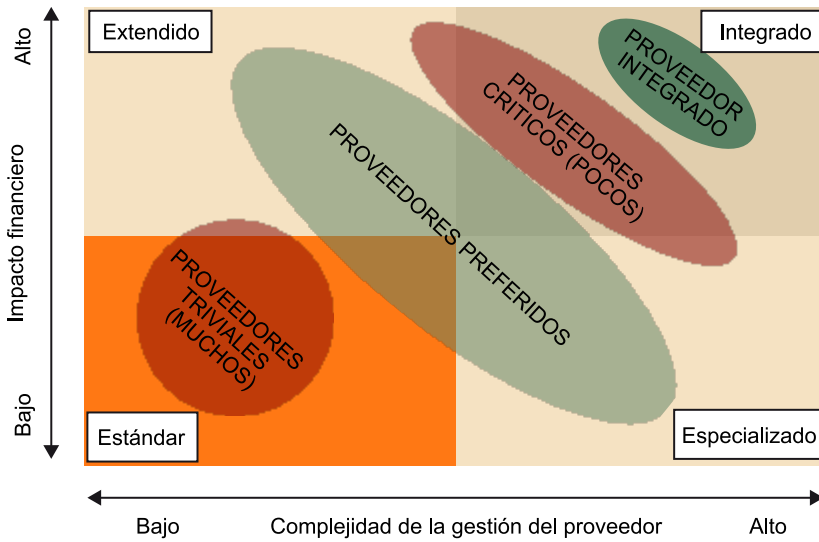 Alto
Extendido
Integrado
PROVEEDOR
INTEGRADO
PROVEEDORES
CRITICOS (POCOS)
PROVEEDORES PREFERIDOS
Impacto financiero
PROVEEDORES
TRIVIALES
(MUCHOS)
Bajo
Estándar
Especializado
Bajo
Complejidad de la gestión del proveedor
Alto